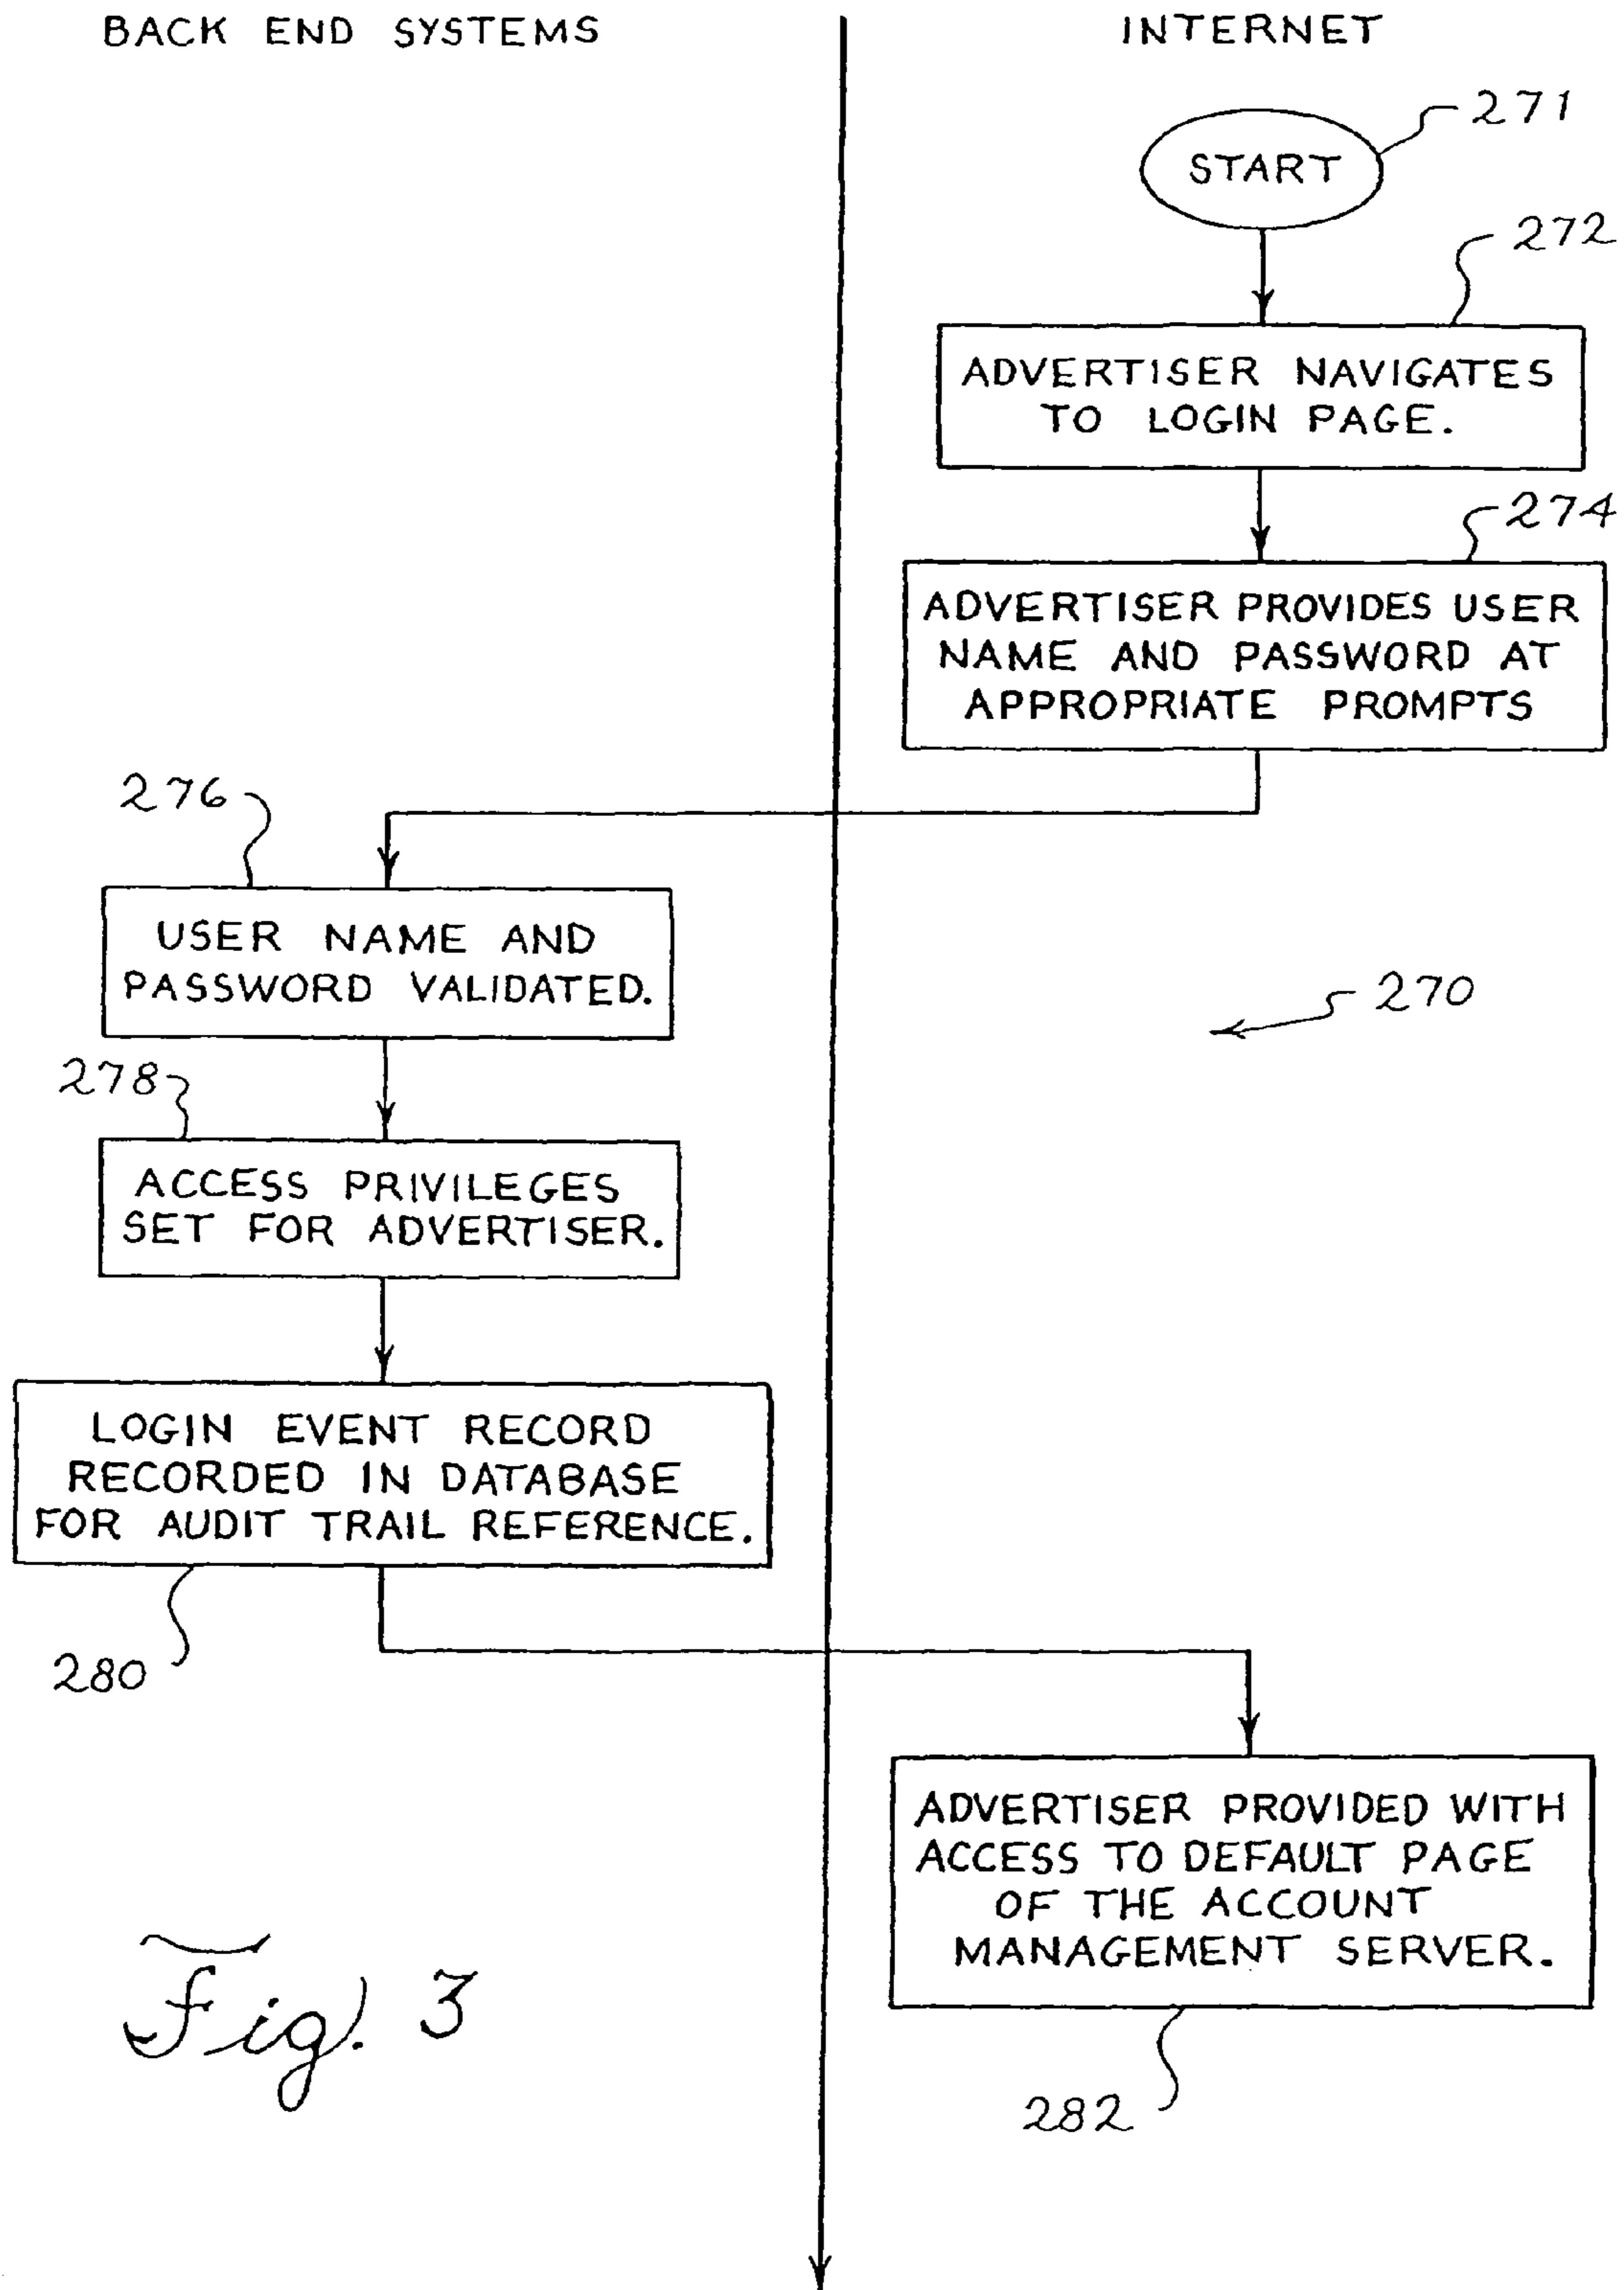 BACK END SYSTEMS
INTERNET
271
START
272
ADVERTISER NAVIGATES
TO LOGIN PAGE.
274
ADVERTISER PROVIDES USER
NAME AND PASSWORD AT
APPROPRIATE PROMPTS
276
USER NAME AND
PASSWORD VALIDATED.
270
278
ACCESS PRIVILEGES
SET FOR ADVERTISER.
LOGIN EVENT RECORD
RECORDED IN DATABASE
FOR AUDIT TRAIL REFERENCE.
280
ADVERTISER PROVIDED WITH
ACCESS TO DEFAULT PAGE
OF THE ACCOUNT
MANAGEMENT SERVER.
282
Fig. 3